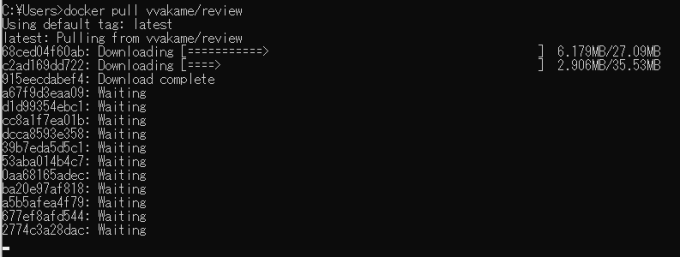 C:¥Users>docker pull vvakame/review
Using default tag: latest
latest: Pulling from vvakame/review
68ced04f60ab: Downloading [===========> ] 6.179MB/27.09MB
c2ad169dd722: Downloading [====> ] 2.906MB/35.53MB
915eecdabef4: Download complete
a67f9d3eaa09: Waiting
d1d99354ebc1: Waiting
cc8a1f7ea01b: Waiting
dcca8593e358: Waiting
39b7eda5d5c1: Waiting
53aba014b4c7: Waiting
0aa68165adec: Waiting
ba20e97af818: Waiting
a5b5afea4f79: Waiting
677ef8afd544: Waiting
2774c3a28dac: Waiting